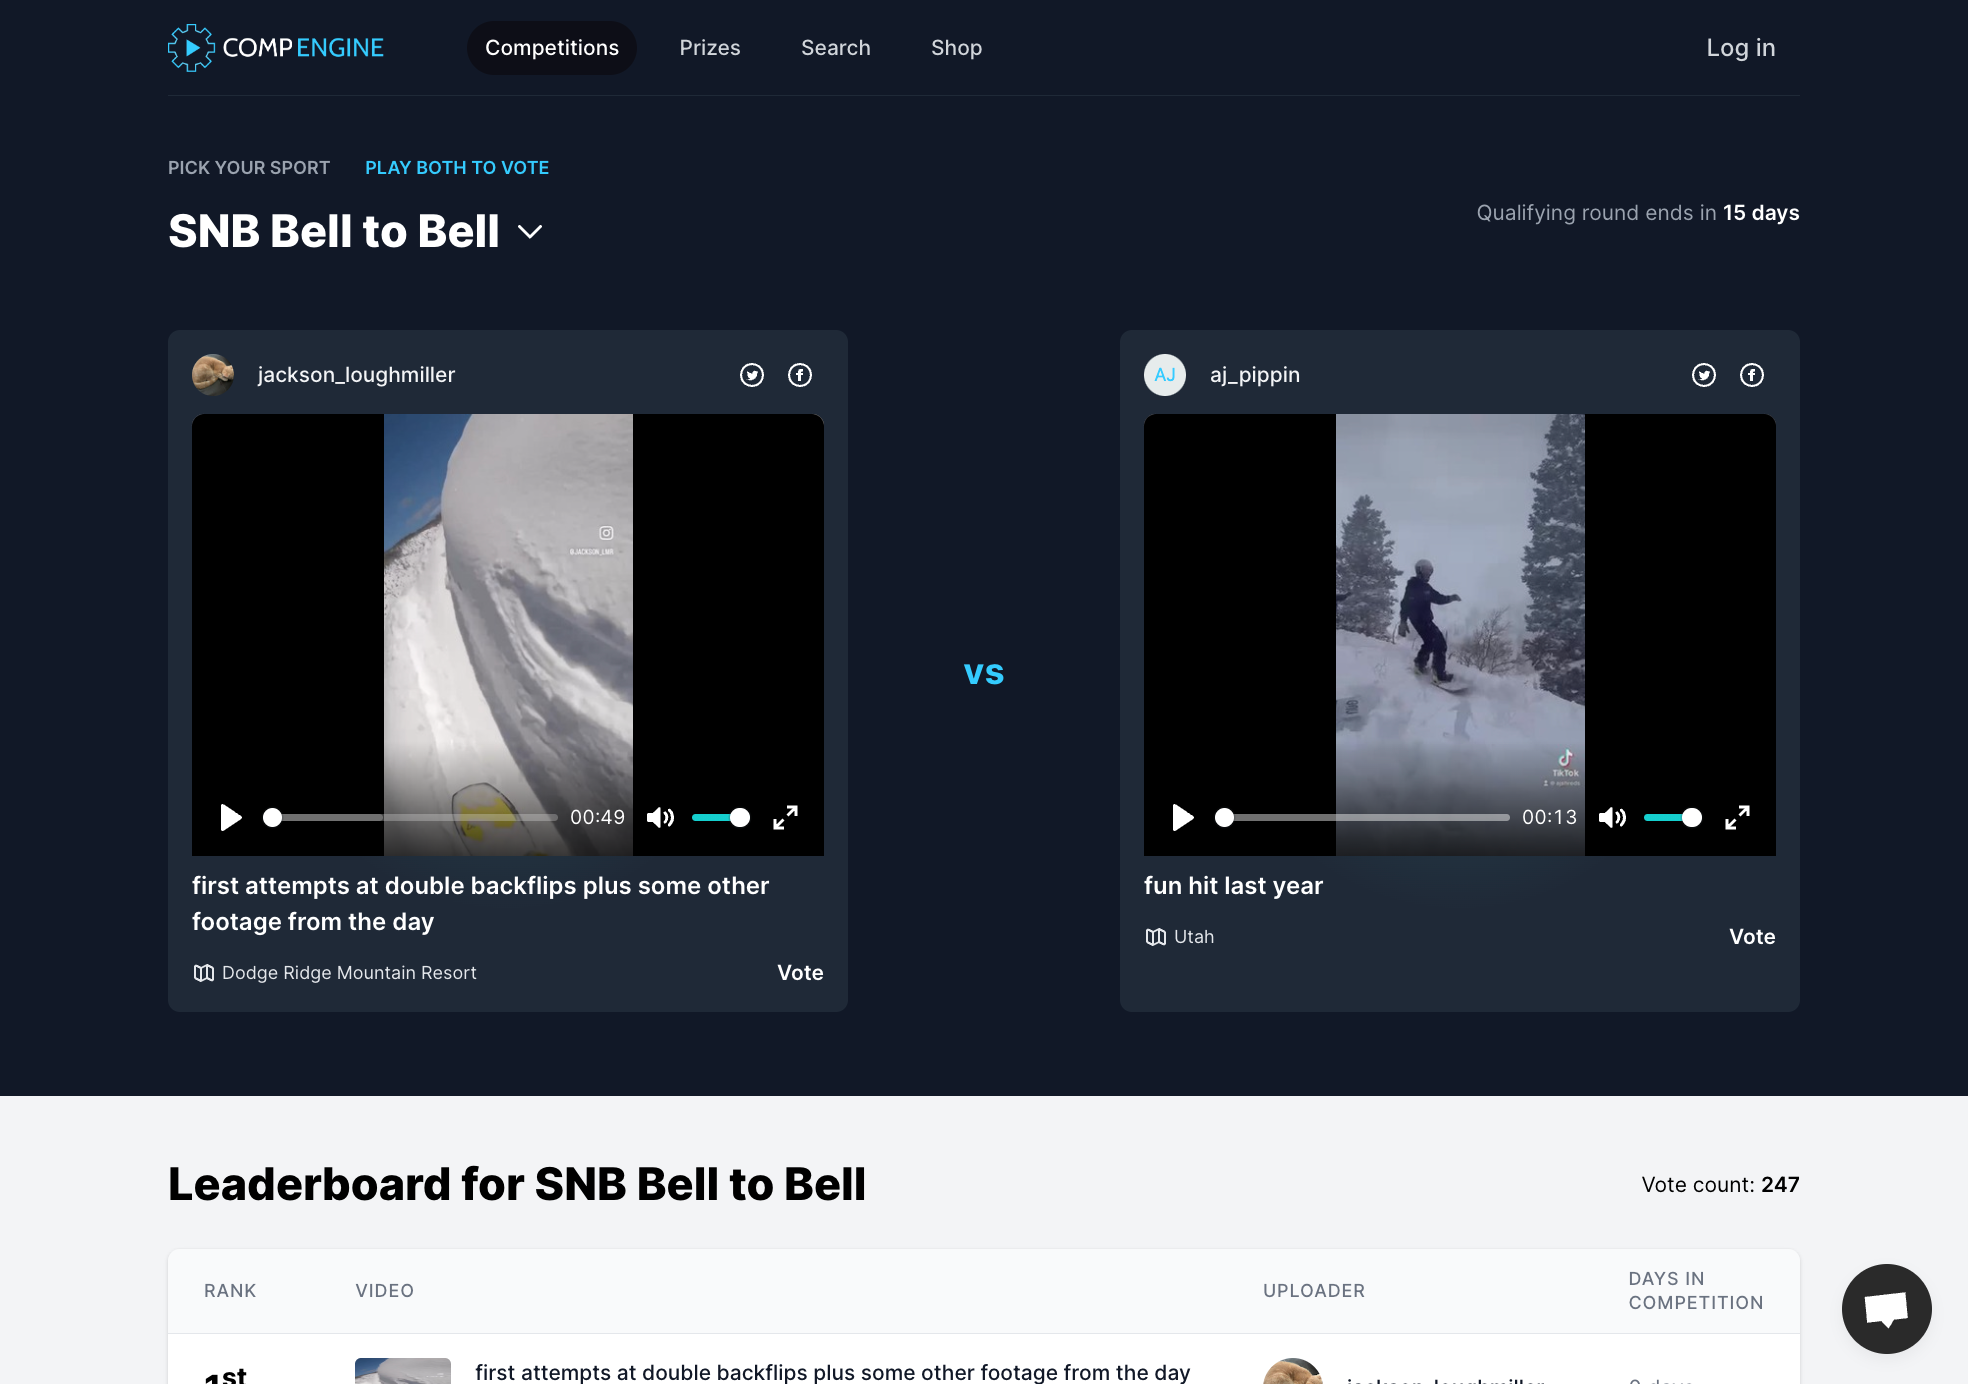 COMPENGINE
Competitions
Prizes
Search
Shop
Log in
PICK YOUR SPORT
PLAY BOTH TO VOTE
SNB Bell to Bell
Qualifying round ends in 15 days
jackson_loughmiller
@JACKSON_LMR
00:49
first attempts at double backflips plus some other
footage from the day
Dodge Ridge Mountain Resort
Vote
vs
AJ
aj_pippin
TikTok
00:13
fun hit last year
Utah
Vote
Leaderboard for SNB Bell to Bell
Vote count: 247
RANK
VIDEO
UPLOADER
DAYS IN
COMPETITION
1st
first attempts at double backflips plus some other footage from the day
jackson_loughmiller